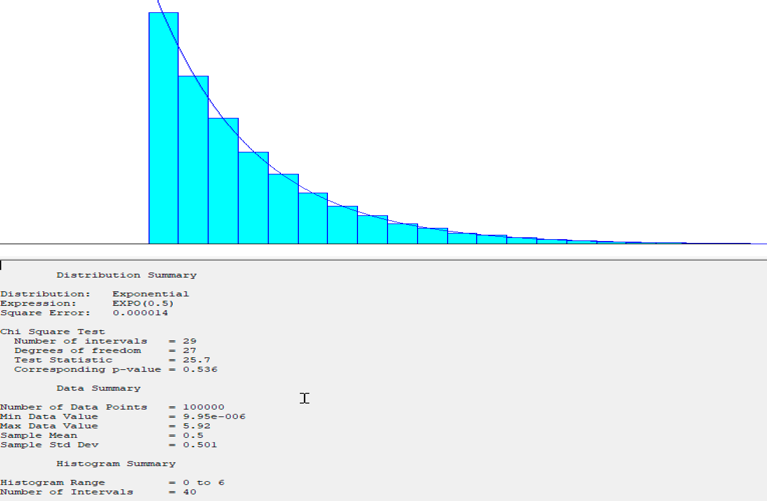 Distribution Summary
Distribution: Exponential
Expression: EXPO(0.5)
Square Error: 0.000014
Chi Square Test
Number of intervals = 29
Degrees of freedom = 27
Test Statistic = 25.7
Corresponding p-value = 0.536
Data Summary
Number of Data Points = 100000
Min Data Value = 9.95e-006
Max Data Value = 5.92
Sample Mean = 0.5
Sample Std Dev = 0.501
Histogram Summary
Histogram Range = 0 to 6
Number of Intervals = 40